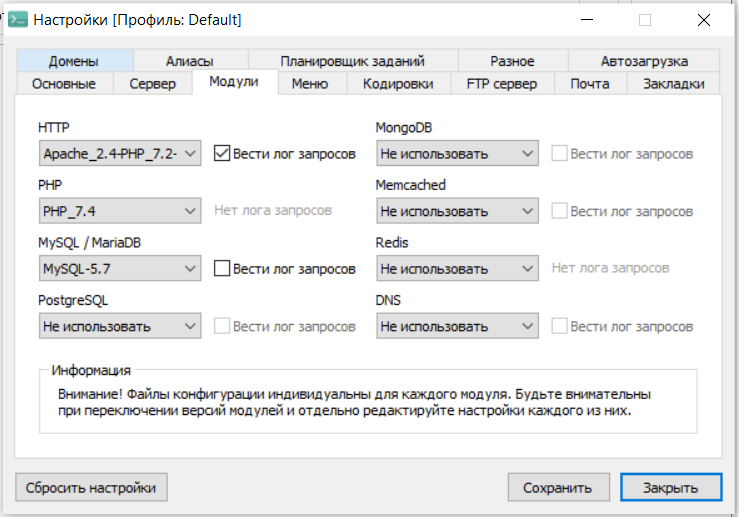 Настройки [Профиль: Default]
Домены Алиасы Планировщик заданий Разное Автозагрузка
Основные Сервер Модули Меню Кодировки FTP сервер Почта Закладки
HTTP MongoDB
Apache_2.4-PHP_7.2- Вести лог запросов Не использовать Вести лог запросов
PHP Memcached
PHP_7.4 Нет лога запросов Не использовать Вести лог запросов
MySQL / MariaDB Redis
MySQL-5.7 Вести лог запросов Не использовать Нет лога запросов
PostgreSQL DNS
Не использовать Вести лог запросов Не использовать Вести лог запросов
Информация
Внимание! Файлы конфигурации индивидуальны для каждого модуля. Будьте внимательны
при переключении версий модулей и отдельно редактируйте настройки каждого из них.
Сбросить настройки Сохранить Закрыть